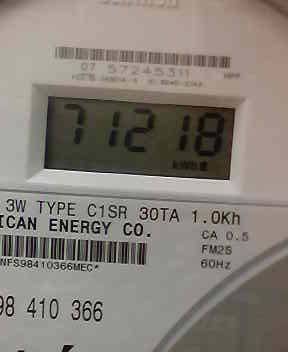 07 57245311
71218
kWh
3W TYPE C1SR 30TA 1.0Kh
ICAN ENERGY CO.
CA 0.5
FM2S
60Hz
NFS98410366MEC*
98 410 366